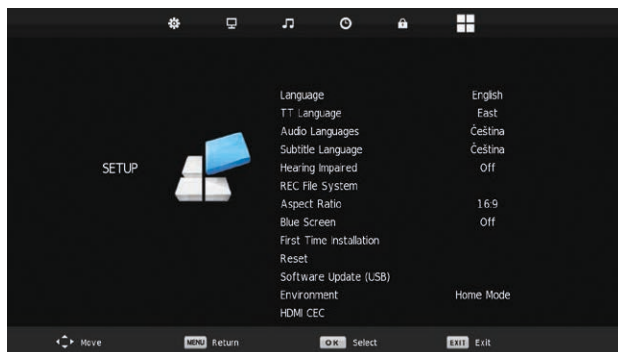 SETUP
Language English
TT Language East
Audio Languages Čeština
Subtitle Language Čeština
Hearing Impaired Off
REC File System
Aspect Ratio 16:9
Blue Screen Off
First Time Installation
Reset
Software Update (USB)
Environment Home Mode
HDMI CEC
Move MENU Return OK Select EXIT Exit